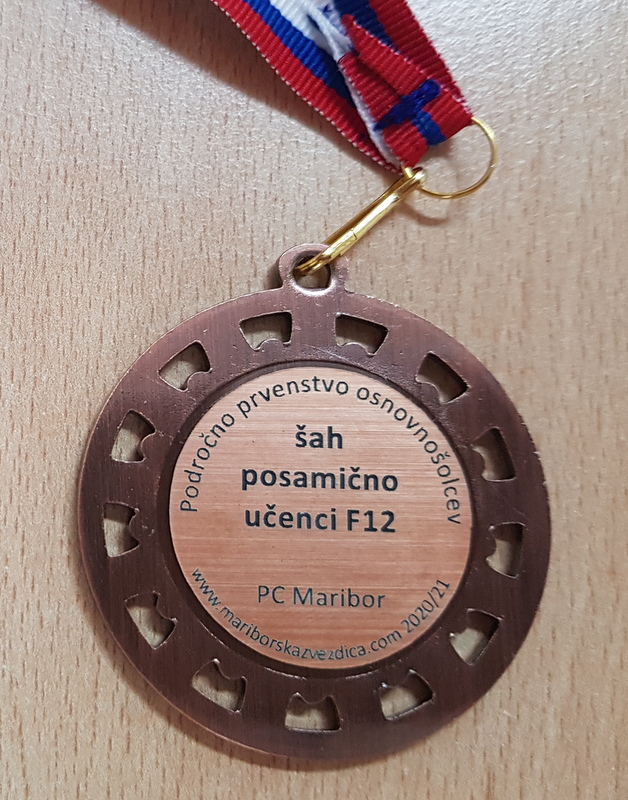 Področno prvenstvo osnovnošolcev
šah
posamično
učenci F12
PC Maribor
www.mariborskazvezdica.com 2020/21